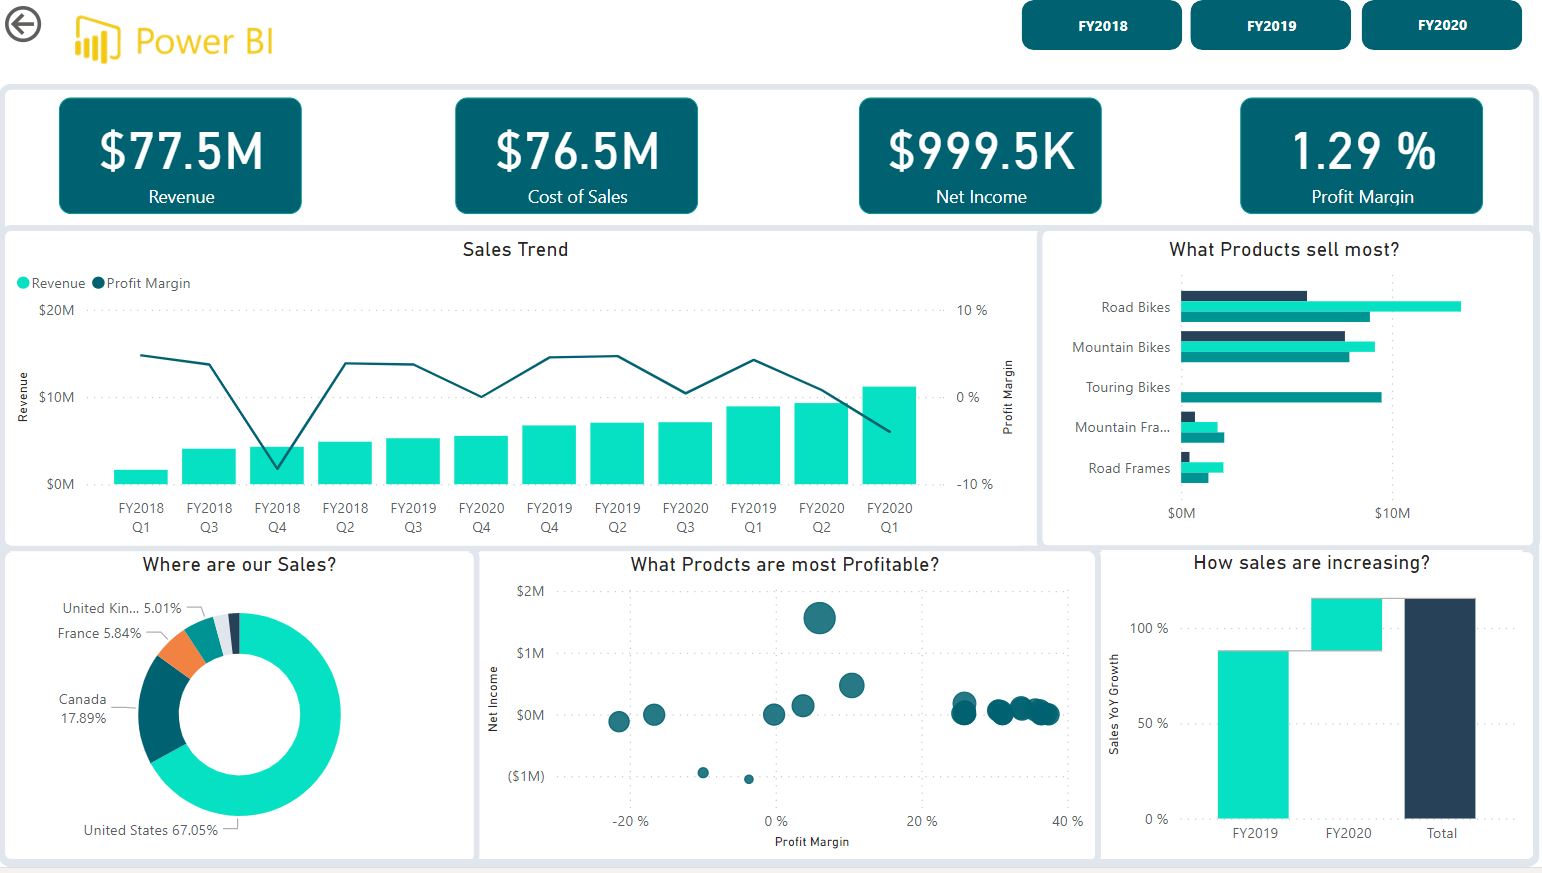 Power BI
FY2018
FY2019
FY2020
$77.5M
Revenue
$76.5M
Cost of Sales
$999.5K
Net Income
1.29 %
Profit Margin
Sales Trend
Revenue
Profit Margin
$20M
$10M
$0M
Revenue
10 %
0 %
-10 %
Profit Margin
FY2018 Q1
FY2018 Q3
FY2018 Q4
FY2018 Q2
FY2019 Q3
FY2020 Q4
FY2019 Q4
FY2019 Q2
FY2020 Q3
FY2019 Q1
FY2020 Q2
FY2020 Q1
What Products sell most?
Road Bikes
Mountain Bikes
Touring Bikes
Mountain Fra...
Road Frames
$0M
$10M
Where are our Sales?
United Kin... 5.01%
France 5.84%
Canada
17.89%
United States 67.05%
What Prodcts are most Profitable?
$2M
$1M
$0M
($1M)
Net Income
-20 %
0 %
20 %
40 %
Profit Margin
How sales are increasing?
100 %
50 %
0 %
Sales YoY Growth
FY2019
FY2020
Total